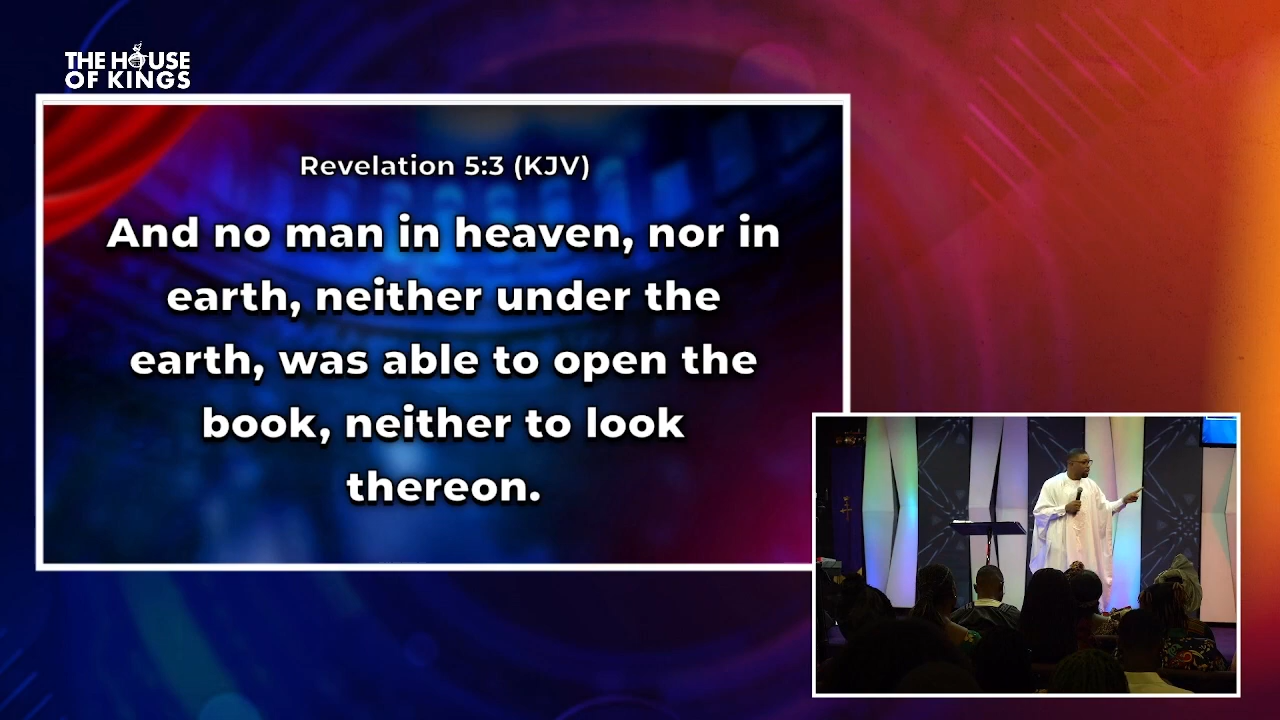 THE HOUSE
OF KINGS
Revelation 5:3 (KJV)
And no man in heaven, nor in
earth, neither under the
earth, was able to open the
book, neither to look
thereon.